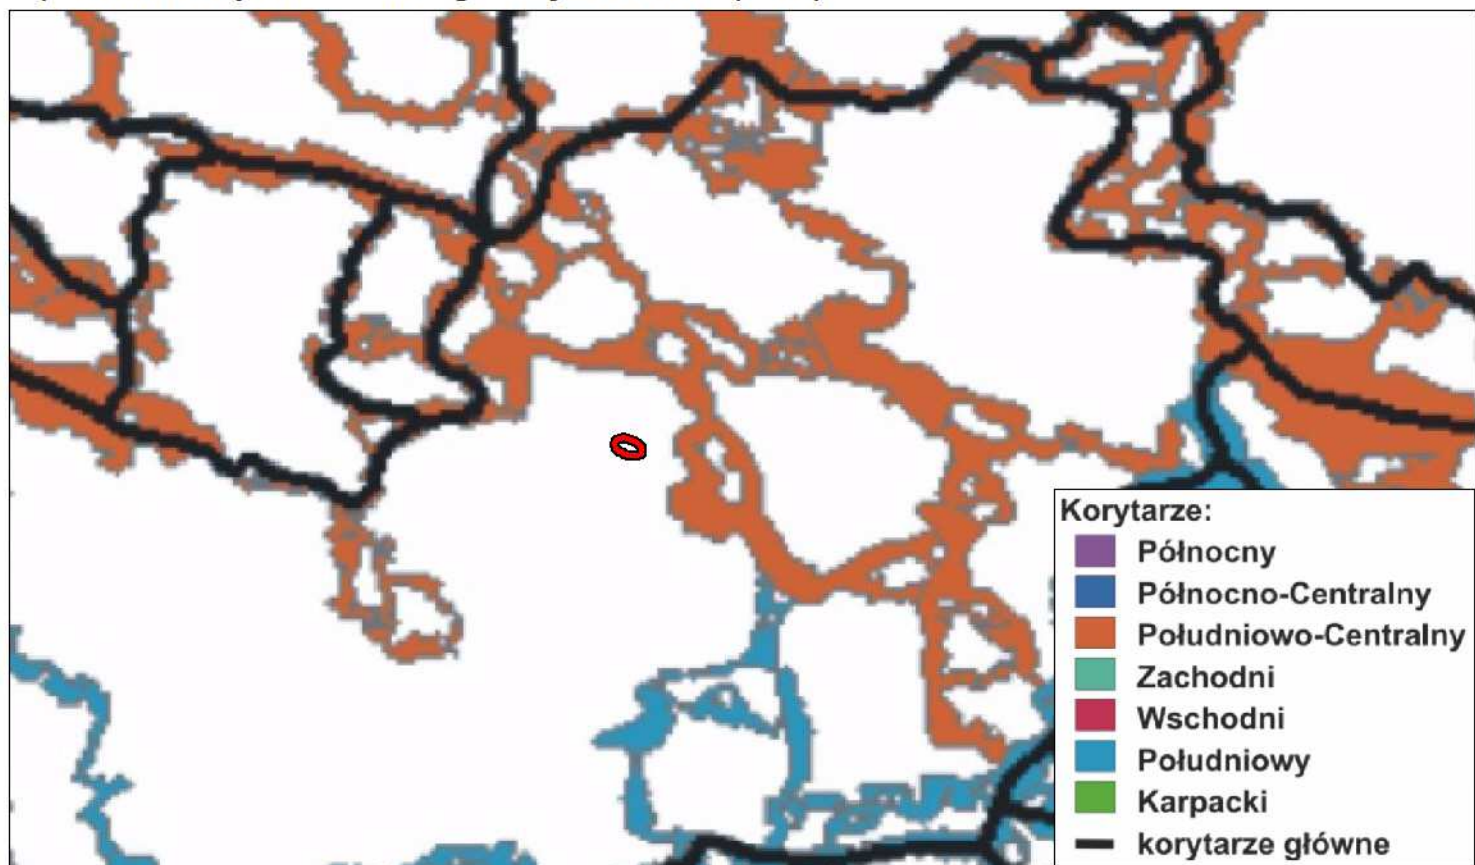 Korytarze:
Północny
Północno-Centralny
Południowo-Centralny
Zachodni
Wschodni
Południowy
Karpacki
korytarze główne